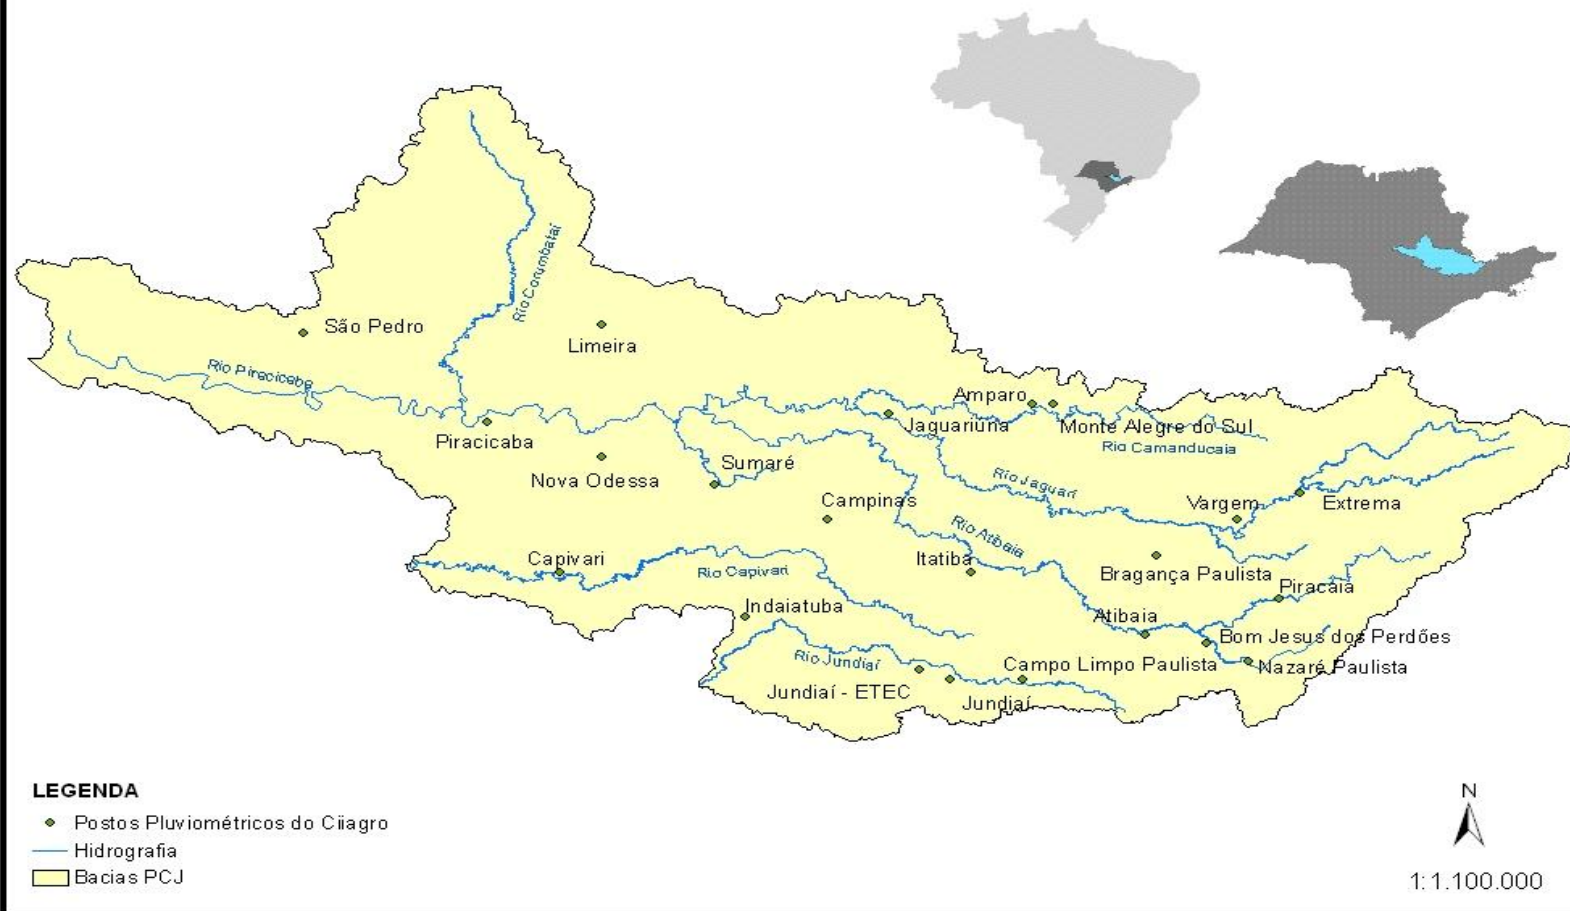 Rio Corumbataí
São Pedro
Limeira
Rio Piracicaba
Amparo
Jaguariúna
Monte Alegre do Sul
Piracicaba
Rio Camanducaia
Sumaré
Nova Odessa
Rio Jaguari
Campinas
Vargem
Extrema
Rio Atibaia
Capivari
Itatiba
Rio Capivari
Bragança Paulista
Piracaia
Indaiatuba
Atibaia
Bom Jesus dos Perdões
Rio Jundiaí
Campo Limpo Paulista
Nazaré Paulista
Jundiaí - ETEC
Jundiaí
LEGENDA
Postos Pluviométricos do Ciiagro
Hidrografia
Bacias PCJ
N
1:1.100.000